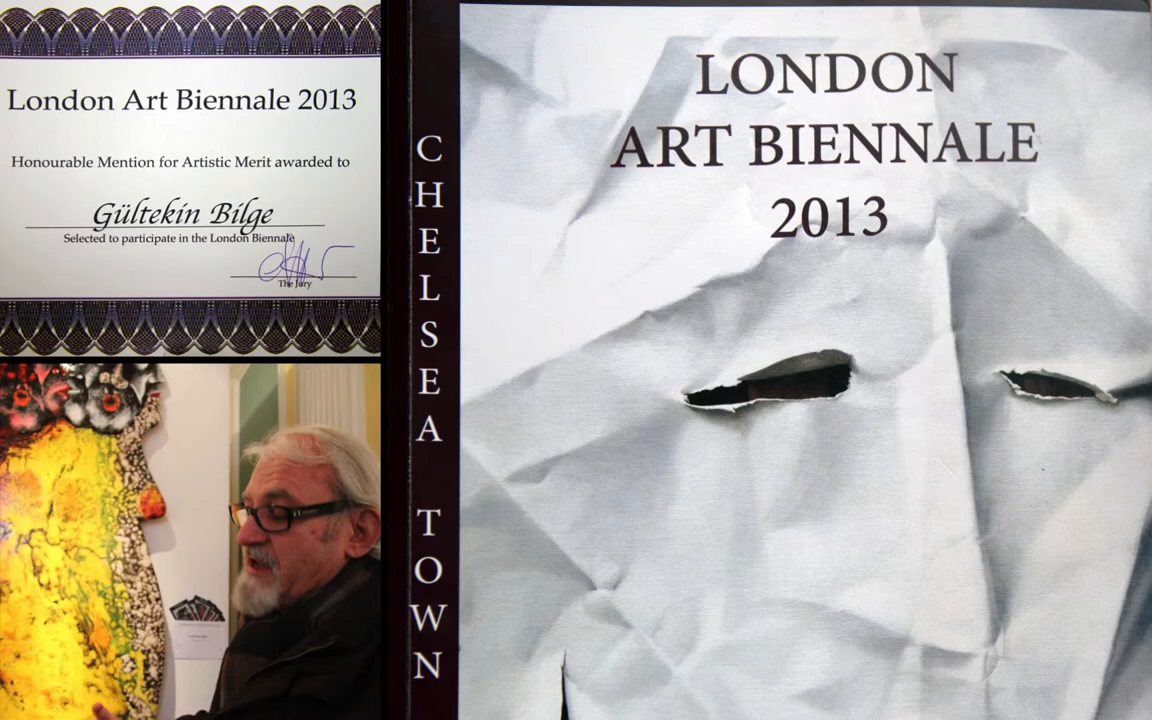 London Art Biennale 2013
Honourable Mention for Artistic Merit awarded to
Gültekin Bilge
Selected to participate in the London Biennale
The Jury
CHELSEA TOWN
LONDON
ART BIENNALE
2013